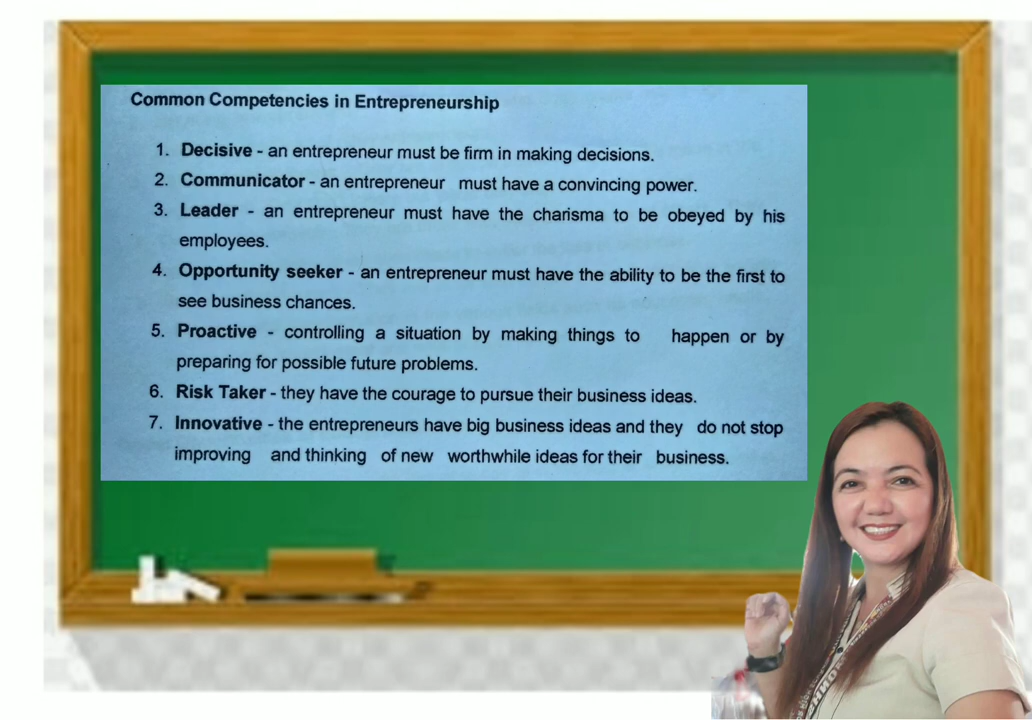 Common Competencies in Entrepreneurship
1. Decisive - an entrepreneur must be firm in making decisions.
2. Communicator - an entrepreneur must have a convincing power.
3. Leader - an entrepreneur must have the charisma to be obeyed by his
employees.
4. Opportunity seeker - an entrepreneur must have the ability to be the first to
see business chances.
5. Proactive - controlling a situation by making things to happen or by
preparing for possible future problems.
6. Risk Taker - they have the courage to pursue their business ideas.
7. Innovative - the entrepreneurs have big business ideas and they do not stop
improving and thinking of new worthwhile ideas for their business.